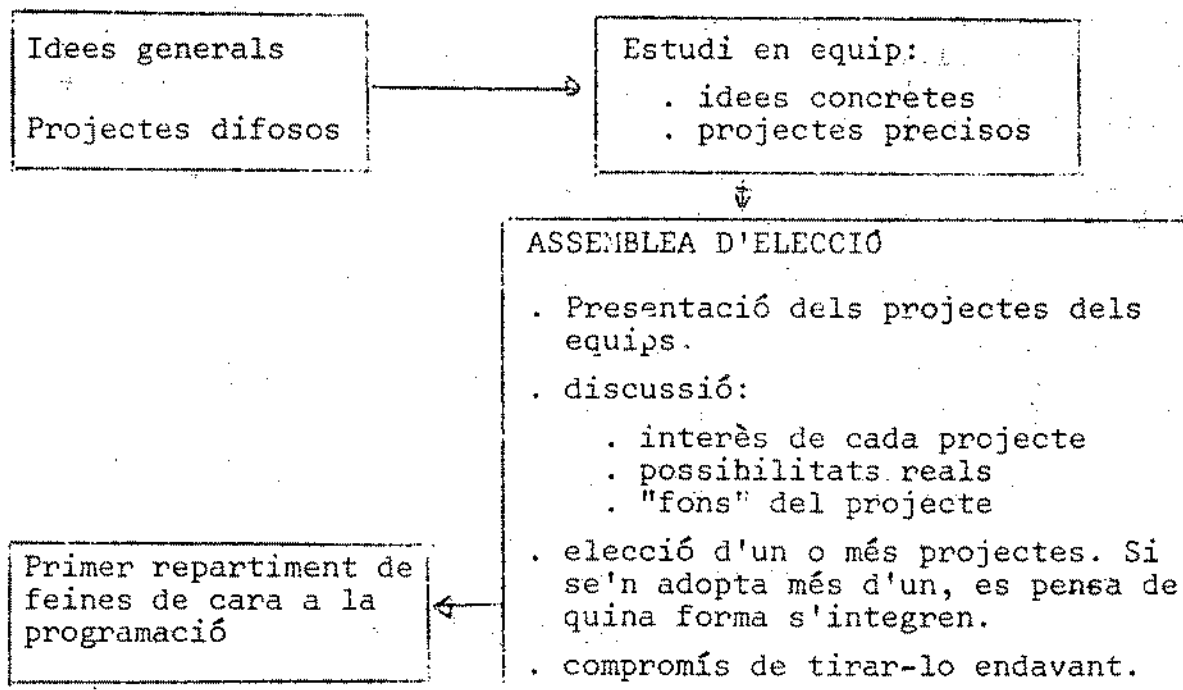 Idees generals
Projectes difosos
Estudi en equip:
. idees concretes
. projectes precisos
ASSEMBLEA D'ELECCIÓ
. Presentació dels projectes dels
equips.
. discussió:
. interès de cada projecte
. possibilitats reals
. "fons" del projecte
. elecció d'un o més projectes. Si
se'n adopta més d'un, es pensa de
quina forma s'integren.
. compromís de tirar-lo endavant.
Primer repartiment de
feines de cara a la
programació